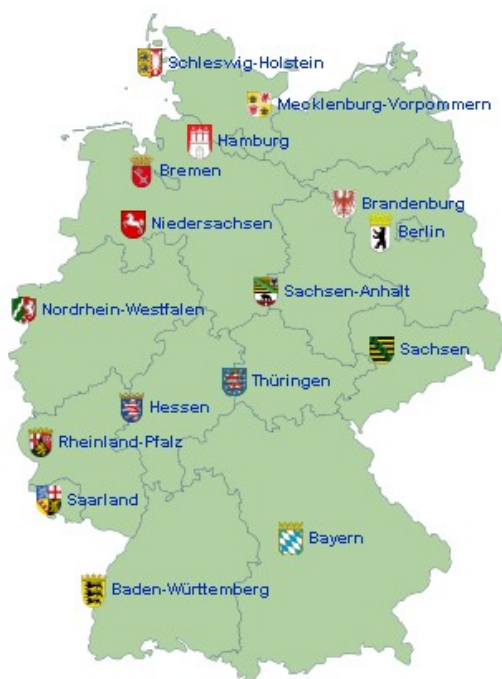 Schleswig-Holstein
Mecklenburg-Vorpommern
Hamburg
Bremen
Brandenburg
Niedersachsen
Berlin
Sachsen-Anhalt
Nordrhein-Westfalen
Sachsen
Thüringen
Hessen
Rheinland-Pfalz
Saarland
Bayern
Baden-Württemberg